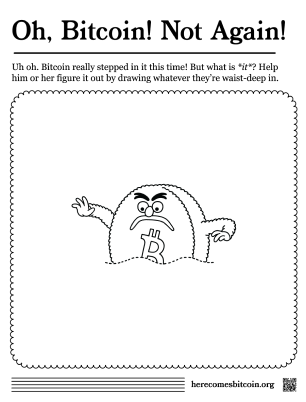 Oh, Bitcoin! Not Again!
Uh oh. Bitcoin really stepped in it this time! But what is *it*? Help
him or her figure it out by drawing whatever they’re waist-deep in.
herecomesbitcoin.org